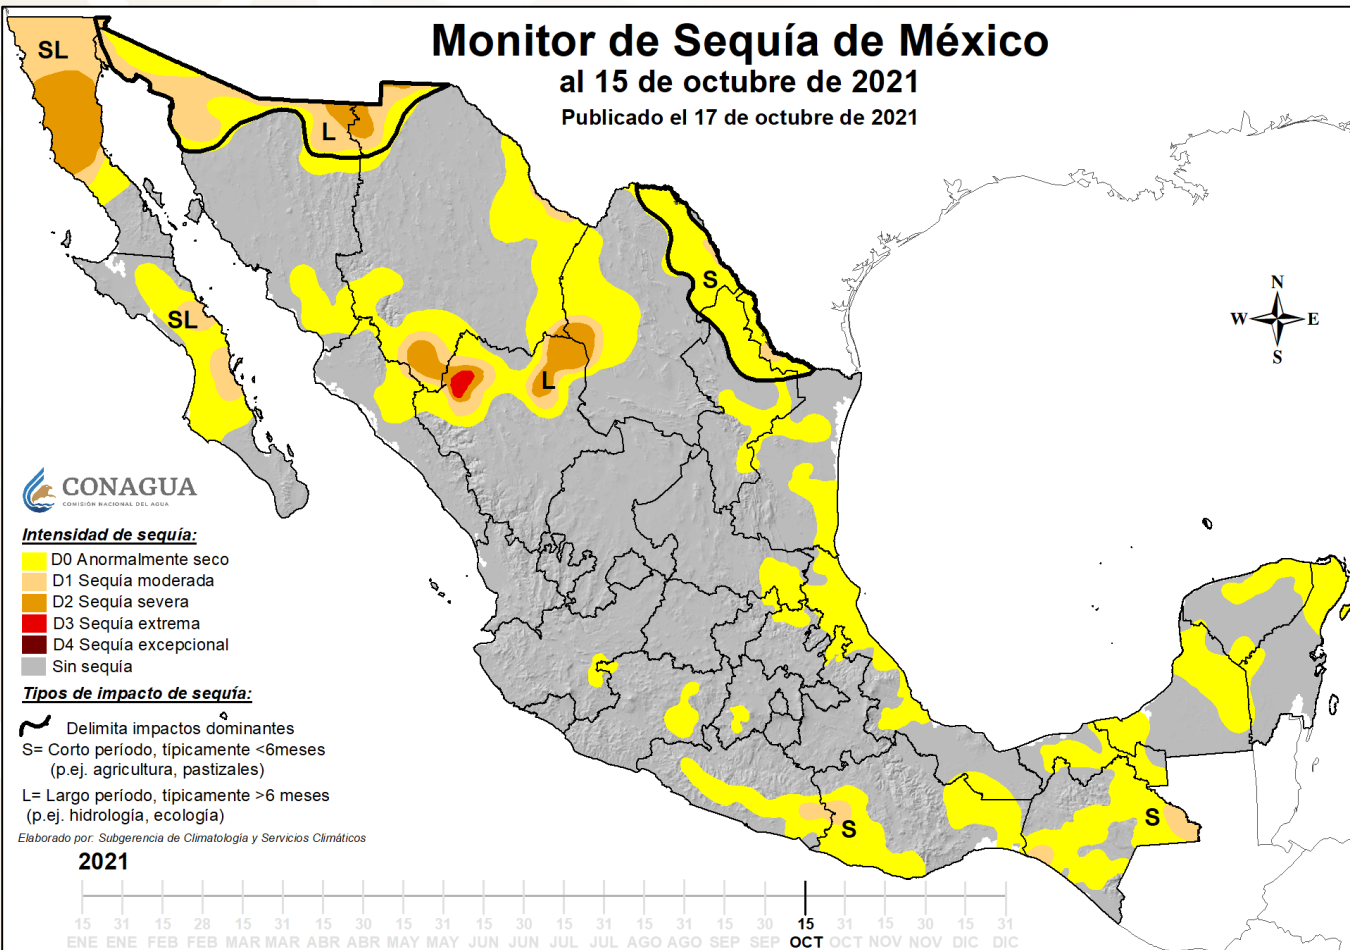 Monitor de Sequía de México
al 15 de octubre de 2021
Publicado el 17 de octubre de 2021
SL
L
S
SL
L
S
S
N
W E
S
CONAGUA
COMISIÓN NACIONAL DEL AGUA
Intensidad de sequía:
D0 Anormalmente seco
D1 Sequía moderada
D2 Sequía severa
D3 Sequía extrema
D4 Sequía excepcional
Sin sequía
Tipos de impacto de sequía:
Delimita impactos dominantes
S= Corto período, típicamente <6meses
(p.ej. agricultura, pastizales)
L= Largo período, típicamente >6 meses
(p.ej. hidrología, ecología)
Elaborado por: Subgerencia de Climatología y Servicios Climáticos
2021
15 31 15 28 15 31 15 30 15 31 15 30 15 31 15 31 15 30 15 31 15 30 15 31
ENE ENE FEB FEB MAR MAR ABR ABR MAY MAY JUN JUN JUL JUL AGO AGO SEP SEP OCT OCT NOV NOV DIC DIC